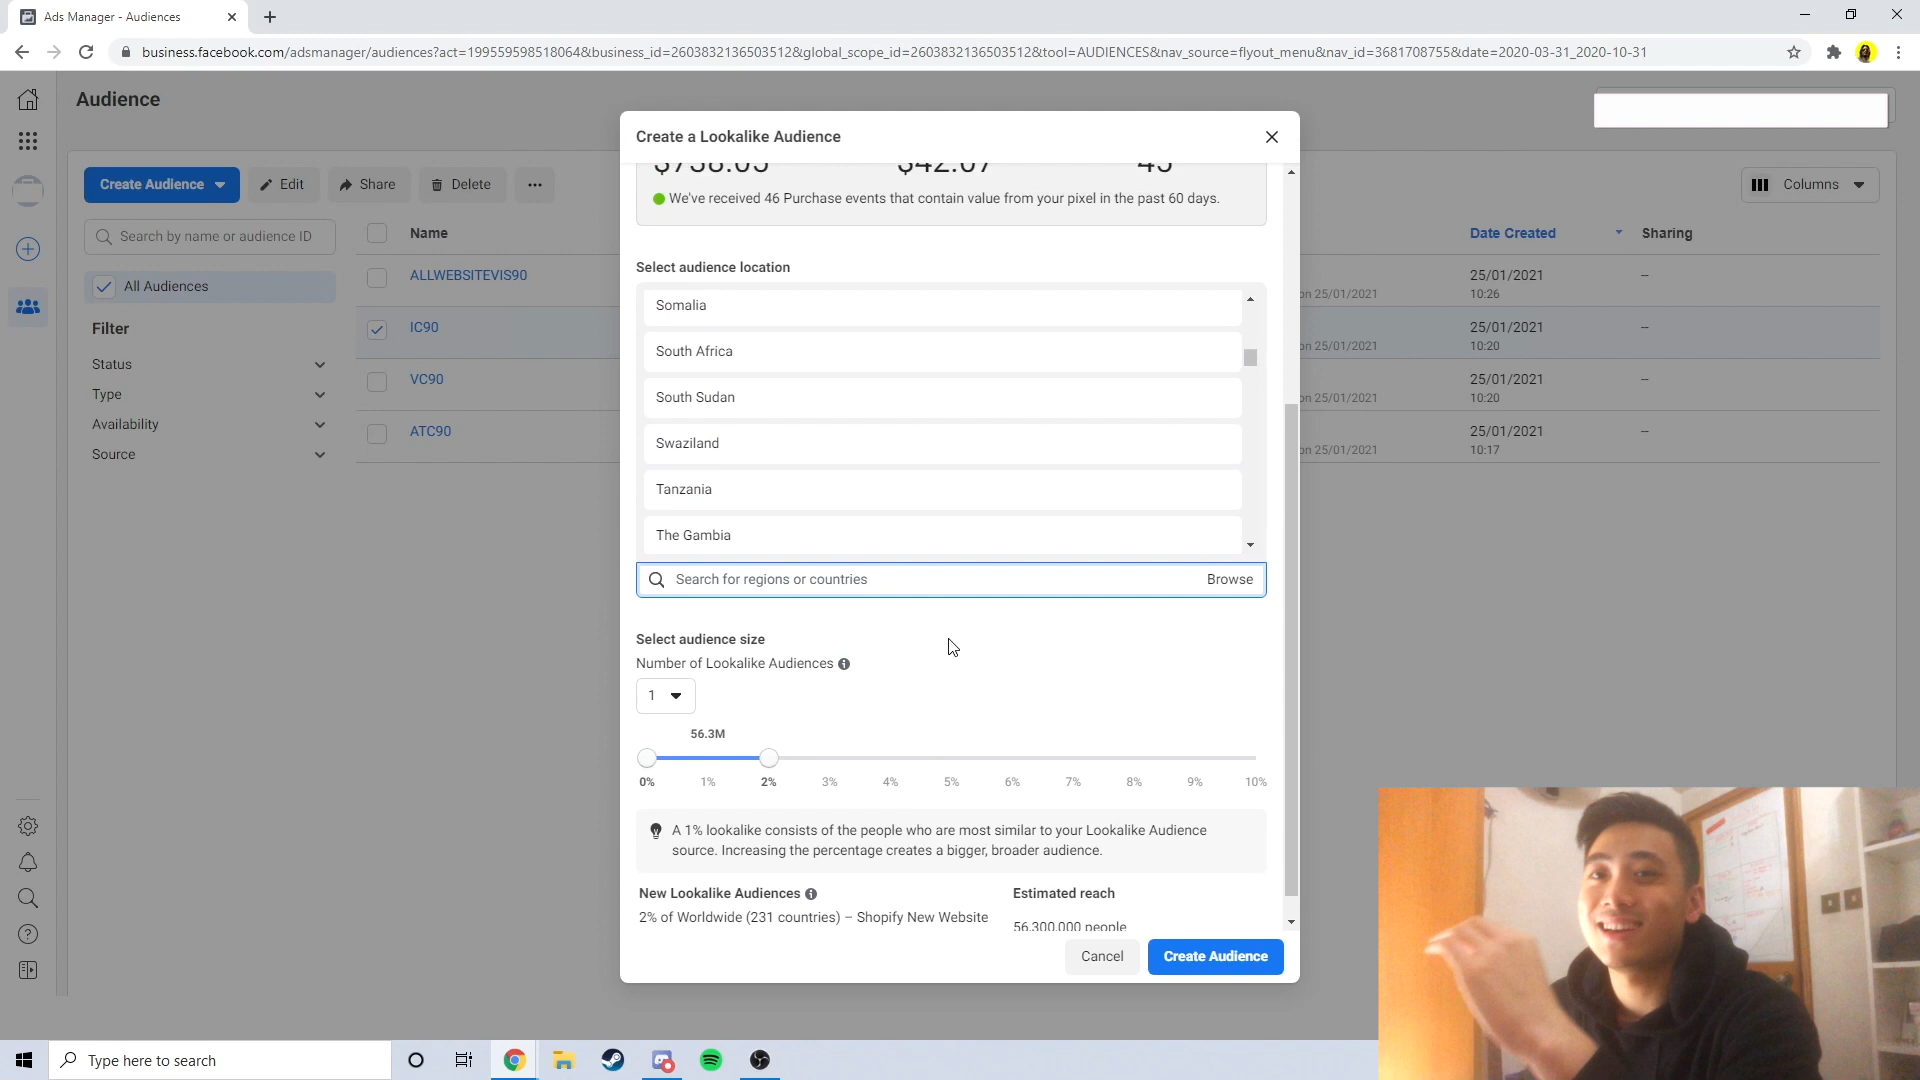 Ads Manager - Audiences
business.facebook.com/adsmanager/audiences?act=199559598518064&business_id=2603832136503512&global_scope_id=2603832136503512&tool=AUDIENCES&nav_source=flyout_menu&nav_id=3681708755&date=2020-03-31_2020-10-31
Audience
Create Audience
Edit
Share
Delete
Columns
Search by name or audience ID
All Audiences
Filter
Status
Type
Availability
Source
Name
Date Created
Sharing
ALLWEBSITEVIS90
on 25/01/2021
25/01/2021
10:26
--
IC90
on 25/01/2021
25/01/2021
10:20
--
VC90
on 25/01/2021
25/01/2021
10:20
--
ATC90
on 25/01/2021
25/01/2021
10:17
--
Create a Lookalike Audience
We've received 46 Purchase events that contain value from your pixel in the past 60 days.
Select audience location
Somalia
South Africa
South Sudan
Swaziland
Tanzania
The Gambia
Search for regions or countries
Browse
Select audience size
Number of Lookalike Audiences
1
56.3M
0% 1% 2% 3% 4% 5% 6% 7% 8% 9% 10%
A 1% lookalike consists of the people who are most similar to your Lookalike Audience
source. Increasing the percentage creates a bigger, broader audience.
New Lookalike Audiences
Estimated reach
2% of Worldwide (231 countries) – Shopify New Website
56,300,000 people
Cancel
Create Audience
Type here to search